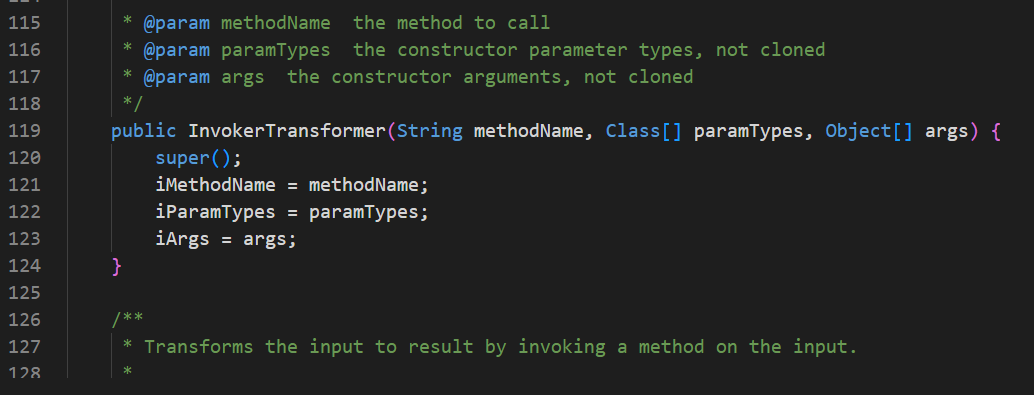 115 * @param methodName  the method to call
116 * @param paramTypes  the constructor parameter types, not cloned
117 * @param args  the constructor arguments, not cloned
118 */
119 public InvokerTransformer(String methodName, Class[] paramTypes, Object[] args) {
120 super();
121 iMethodName = methodName;
122 iParamTypes = paramTypes;
123 iArgs = args;
124 }
125
126 /**
127 * Transforms the input to result by invoking a method on the input.
128 *